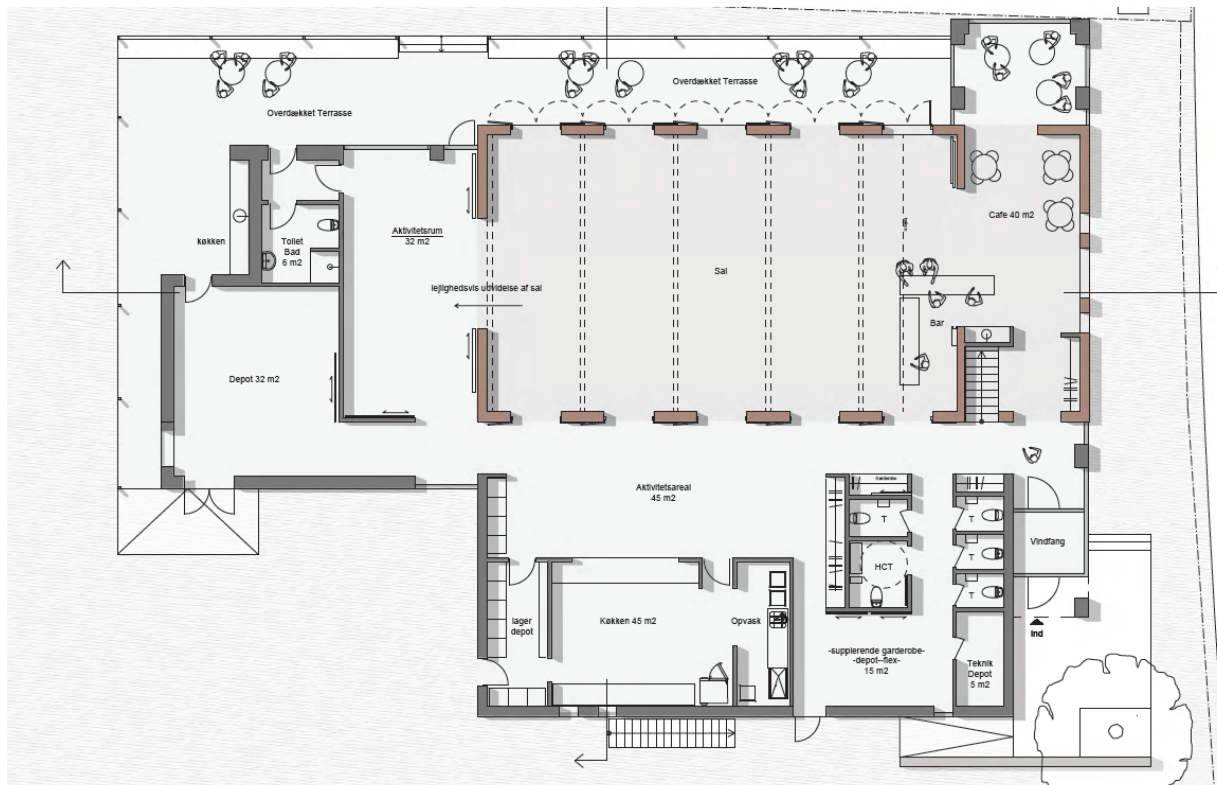 Overdækket Terrasse
Overdækket Terrasse
Aktivitetsrum
32 m2
Cafe 40 m2
køkken
Toilet
Bad
6 m2
Sal
lejlighedsvis udvidelse af sal
Bar
Depot 32 m2
Aktivitetsareal
45 m2
T
T
Vindfang
T
HCT
T
lager
depot
Køkken 45 m2
Opvask
Ind
-supplerende garderobe-
-depot--flex-
15 m2
Teknik
Depot
5 m2